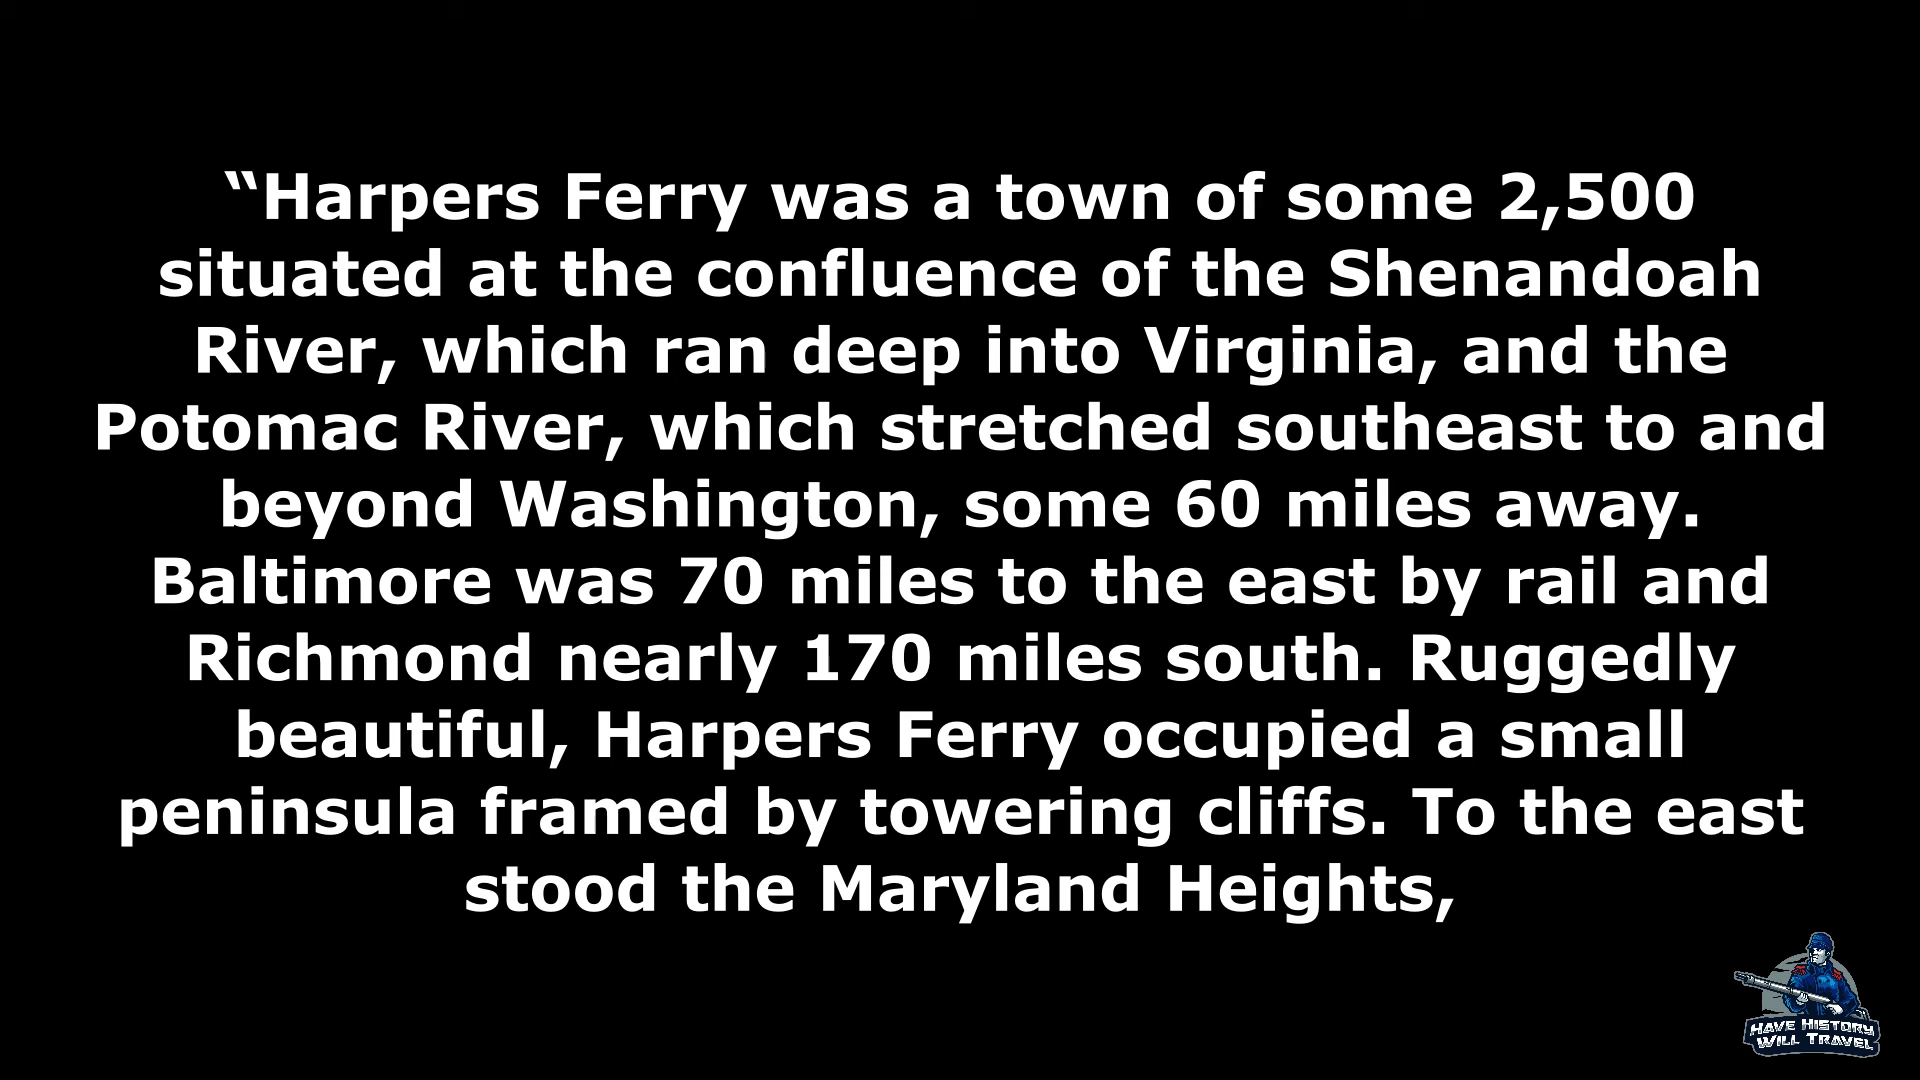 “Harpers Ferry was a town of some 2,500
situated at the confluence of the Shenandoah
River, which ran deep into Virginia, and the
Potomac River, which stretched southeast to and
beyond Washington, some 60 miles away.
Baltimore was 70 miles to the east by rail and
Richmond nearly 170 miles south. Ruggedly
beautiful, Harpers Ferry occupied a small
peninsula framed by towering cliffs. To the east
stood the Maryland Heights,
HAVE HISTORY
WILL TRAVEL